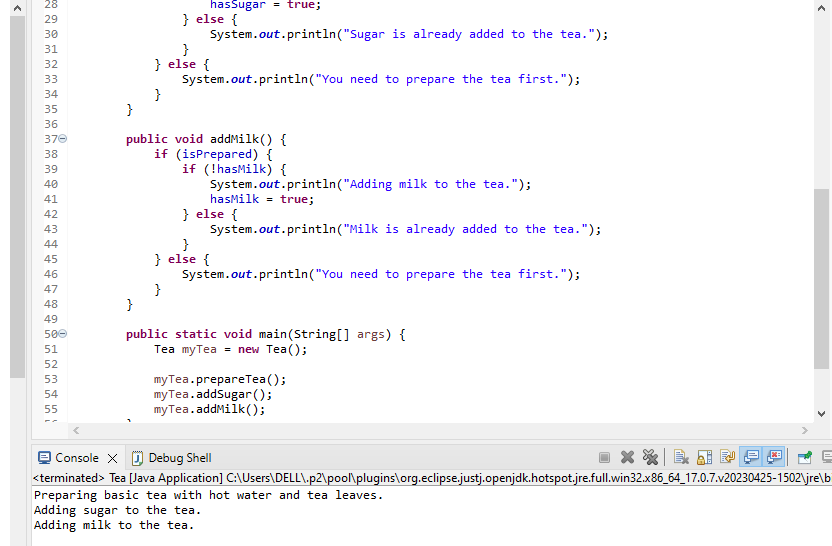 28 hasSugar = true;
29 } else {
30 System.out.println("Sugar is already added to the tea.");
31 }
32 } else {
33 System.out.println("You need to prepare the tea first.");
34 }
35 }
36
37 public void addMilk() {
38 if (isPrepared) {
39 if (!hasMilk) {
40 System.out.println("Adding milk to the tea.");
41 hasMilk = true;
42 } else {
43 System.out.println("Milk is already added to the tea.");
44 }
45 } else {
46 System.out.println("You need to prepare the tea first.");
47 }
48 }
49
50 public static void main(String[] args) {
51 Tea myTea = new Tea();
52
53 myTea.prepareTea();
54 myTea.addSugar();
55 myTea.addMilk();
Console Debug Shell
<terminated> Tea [Java Application] C:\Users\DELL\.p2\pool\plugins\org.eclipse.justj.openjdk.hotspot.jre.full.win32.x86_64_17.0.7.v20230425-1502\jre\b
Preparing basic tea with hot water and tea leaves.
Adding sugar to the tea.
Adding milk to the tea.